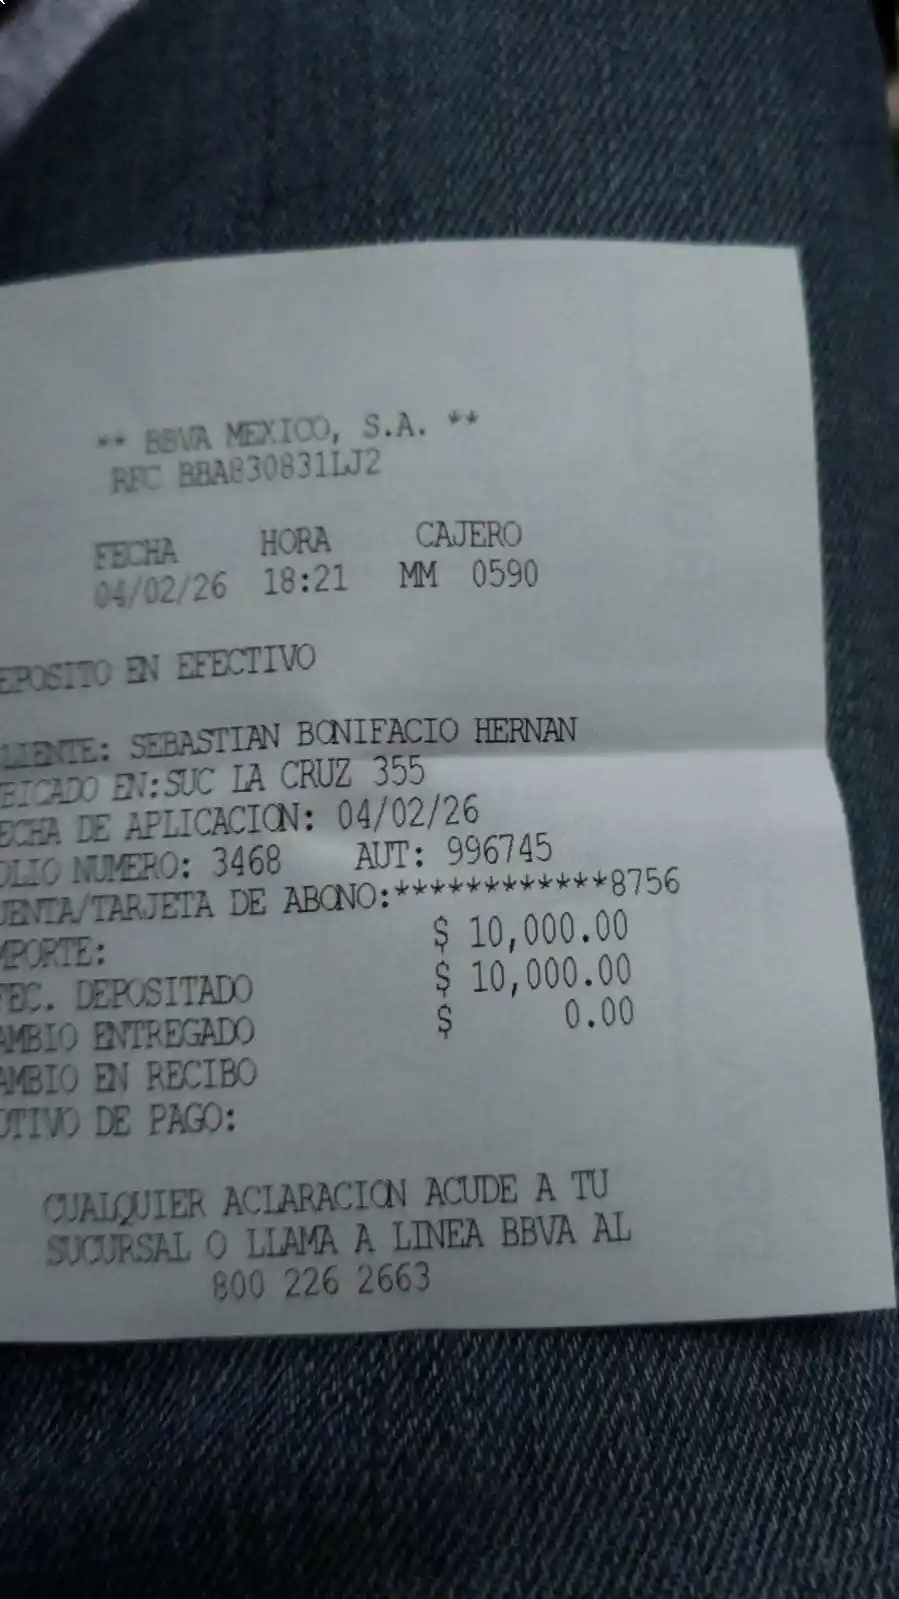 ** BBVA MEXICO, S.A. **
RFC BBA830831LJ2
FECHA HORA CAJERO
04/02/26 18:21 MM 0590
EPOSITO EN EFECTIVO
LIENTE: SEBASTIAN BONIFACIO HERNAN
BICADO EN:SUC LA CRUZ 355
ECHA DE APLICACION: 04/02/26
OLIO NUMERO: 3468 AUT: 996745
UENTA/TARJETA DE ABONO:************8756
MPORTE: $ 10,000.00
FEC. DEPOSITADO $ 10,000.00
AMBIO ENTREGADO $ 0.00
AMBIO EN RECIBO
OTIVO DE PAGO:
CUALQUIER ACLARACION ACUDE A TU
SUCURSAL O LLAMA A LINEA BBVA AL
800 226 2663